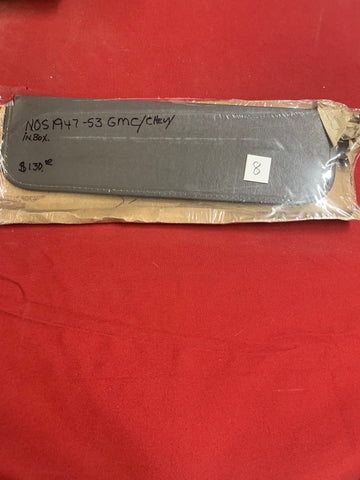 NOS 1947-53 GMC/CHEVY
IN BOX.
$130.00
8